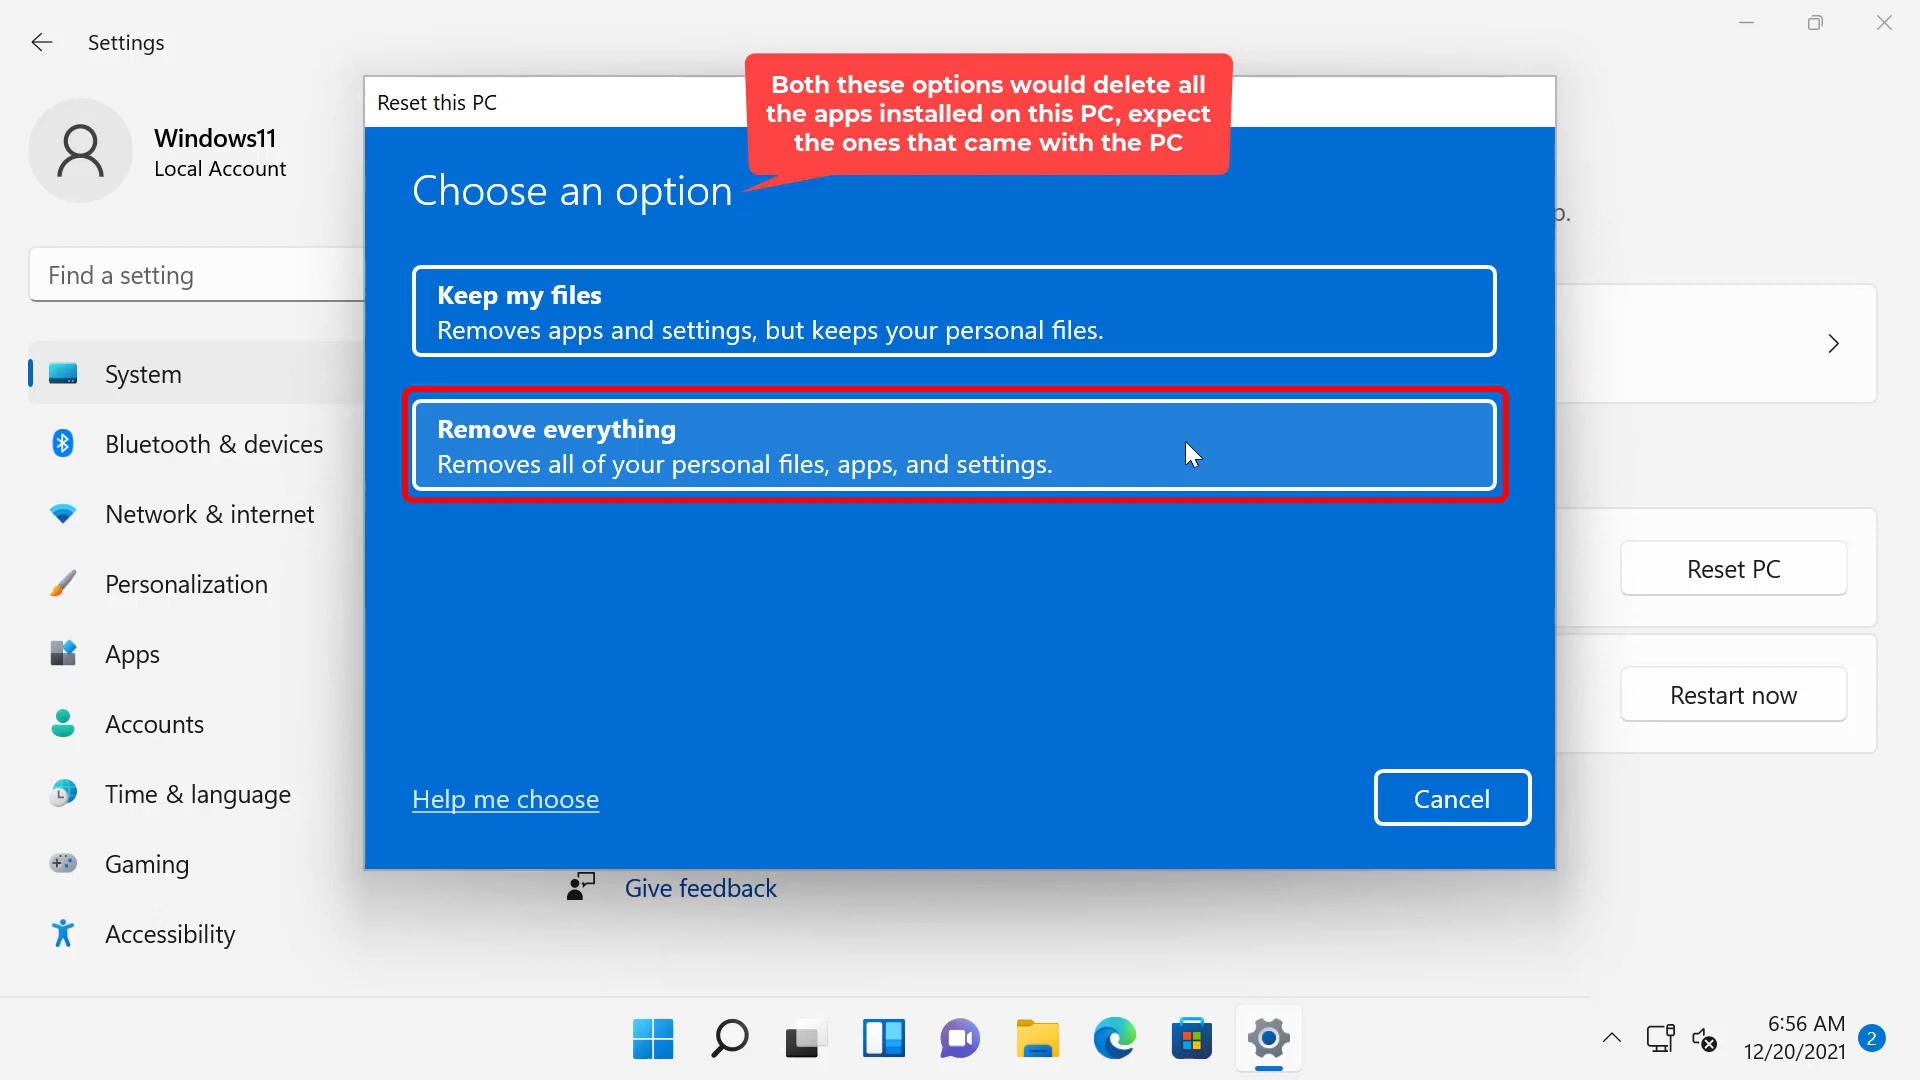 Settings
Windows11
Local Account
Find a setting
System
Bluetooth & devices
Network & internet
Personalization
Apps
Accounts
Time & language
Gaming
Accessibility
Reset this PC
Both these options would delete all
the apps installed on this PC, expect
the ones that came with the PC
Choose an option
Keep my files
Removes apps and settings, but keeps your personal files.
Remove everything
Removes all of your personal files, apps, and settings.
Help me choose
Cancel
p.
Reset PC
Restart now
Give feedback
6:56 AM
12/20/2021
2